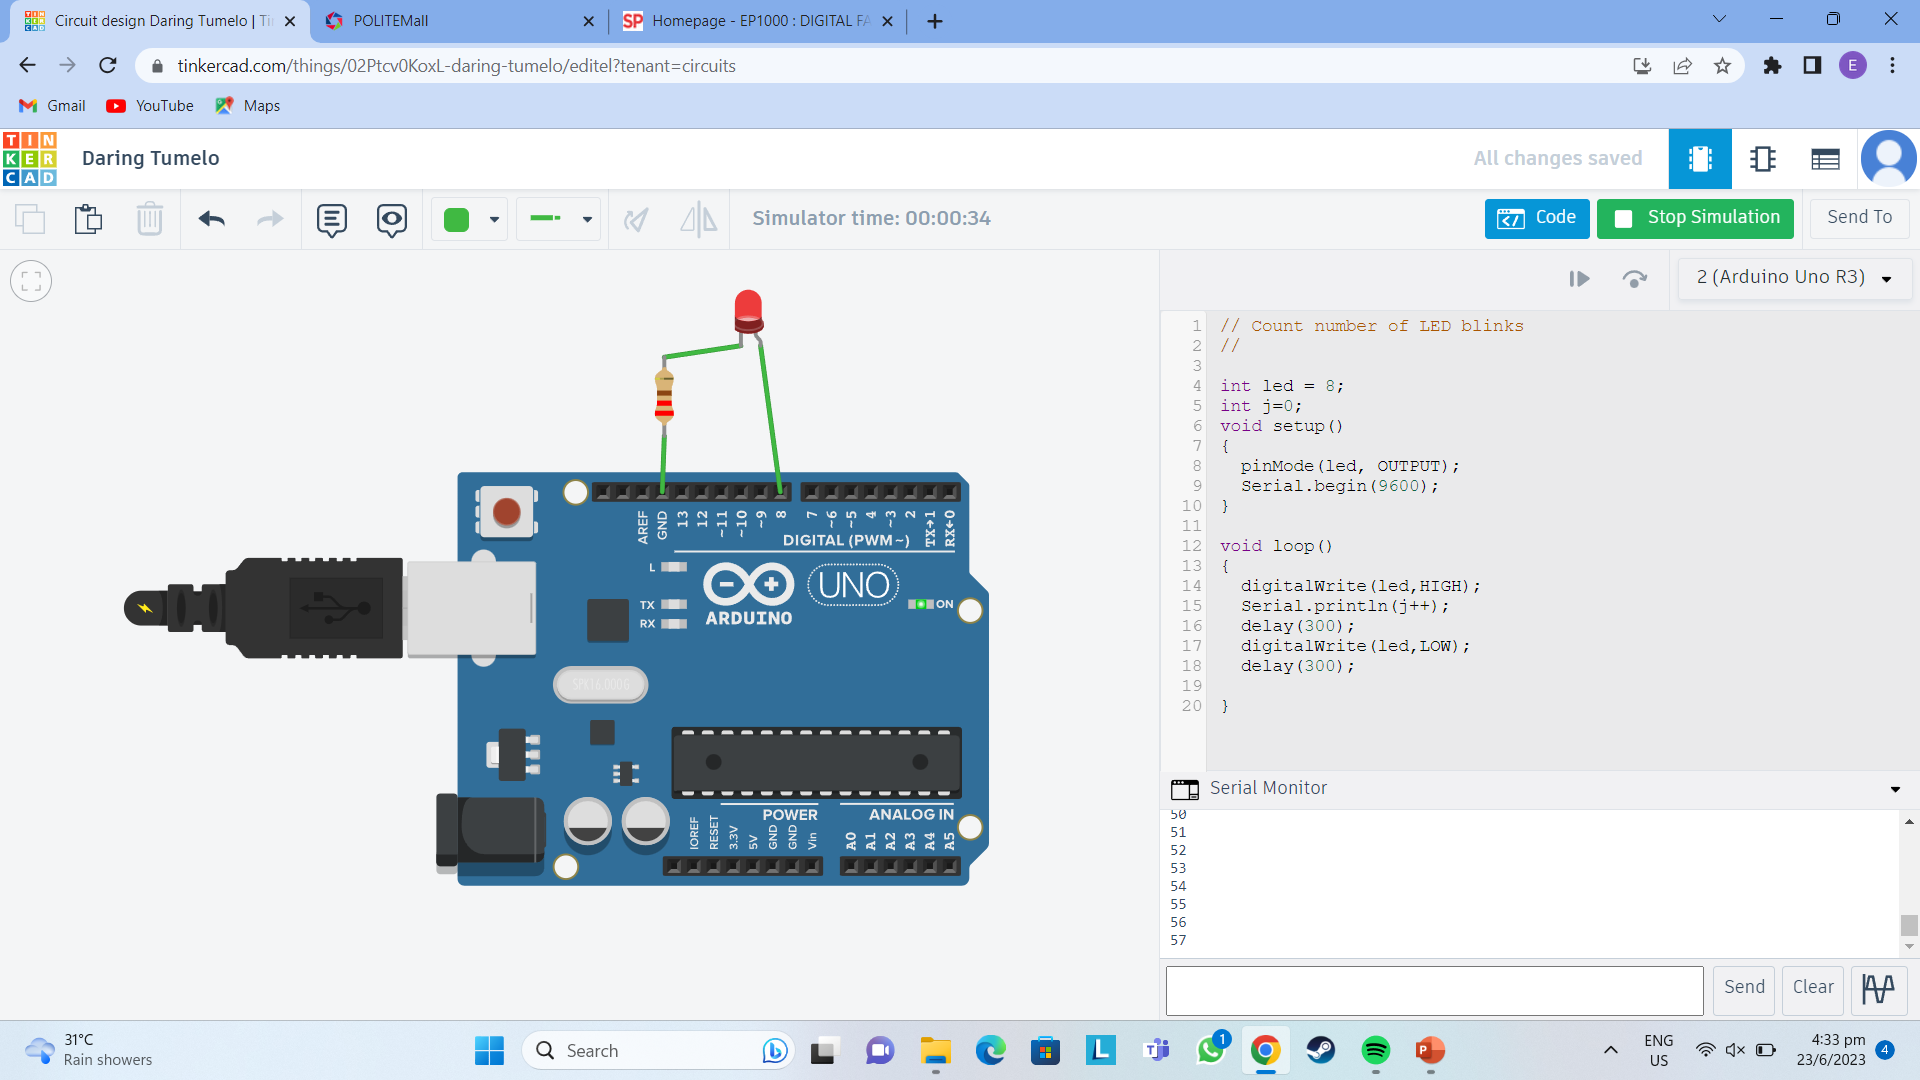 Circuit design Daring Tumelo | Ti
POLITEMall
SP Homepage - EP1000 : DIGITAL FA
tinkercad.com/things/02Ptcv0KoxL-daring-tumelo/editel?tenant=circuits
E
Gmail
YouTube
Maps
TIN
KER
CAD
Daring Tumelo
All changes saved
Simulator time: 00:00:34
Code
Stop Simulation
Send To
2 (Arduino Uno R3)
1 // Count number of LED blinks
2 //
3
4 int led = 8;
5 int j=0;
6 void setup()
7 {
8 pinMode(led, OUTPUT);
9 Serial.begin(9600);
10 }
11
12 void loop()
13 {
14 digitalWrite(led,HIGH);
15 Serial.println(j++);
16 delay(300);
17 digitalWrite(led,LOW);
18 delay(300);
19
20 }
AREF GND 13 12 ~11 ~10 ~9 8 7 ~6 ~5 4 ~3 2 TX→1 RX←0
DIGITAL (PWM ~)
L
TX
RX
ARDUINO
UNO
ON
SPK16.000G
POWER
ANALOG IN
IOREF RESET 3.3V 5V GND GND Vin A0 A1 A2 A3 A4 A5
Serial Monitor
50
51
52
53
54
55
56
57
Send
Clear
31°C
Rain showers
Search
L
1
ENG
US
4:33 pm
23/6/2023
4